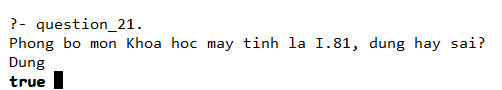 ?- question_21.
Phong bo mon Khoa hoc may tinh la I.81, dung hay sai?
Dung
true